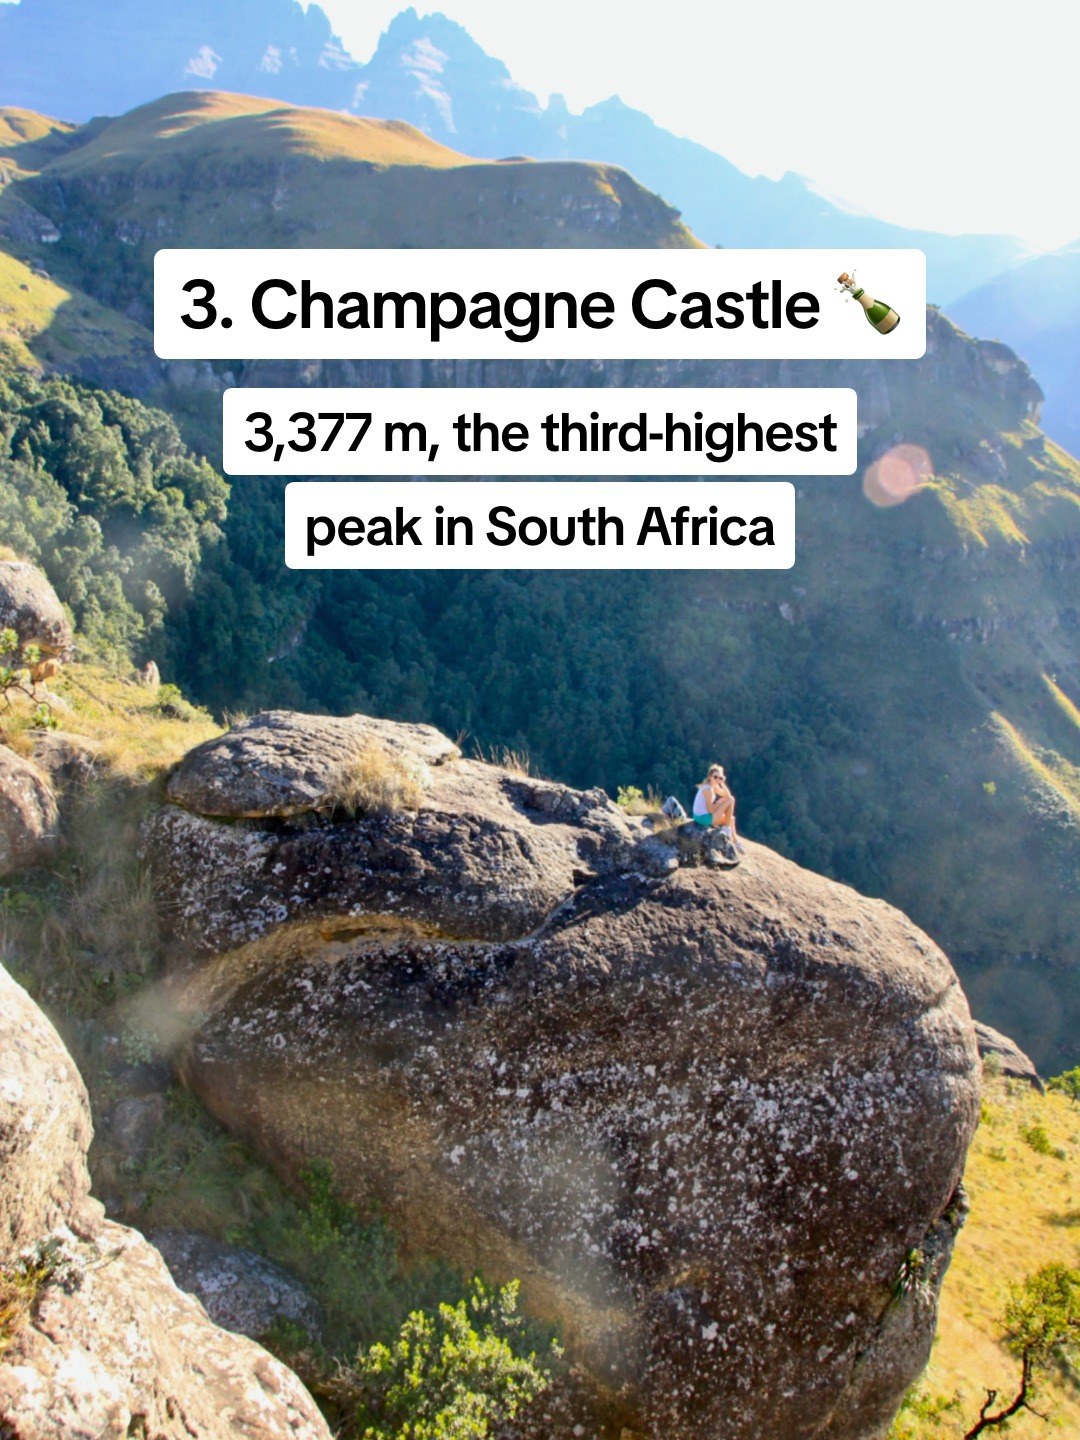 3. Champagne Castle 🍾
3,377 m, the third-highest
peak in South Africa